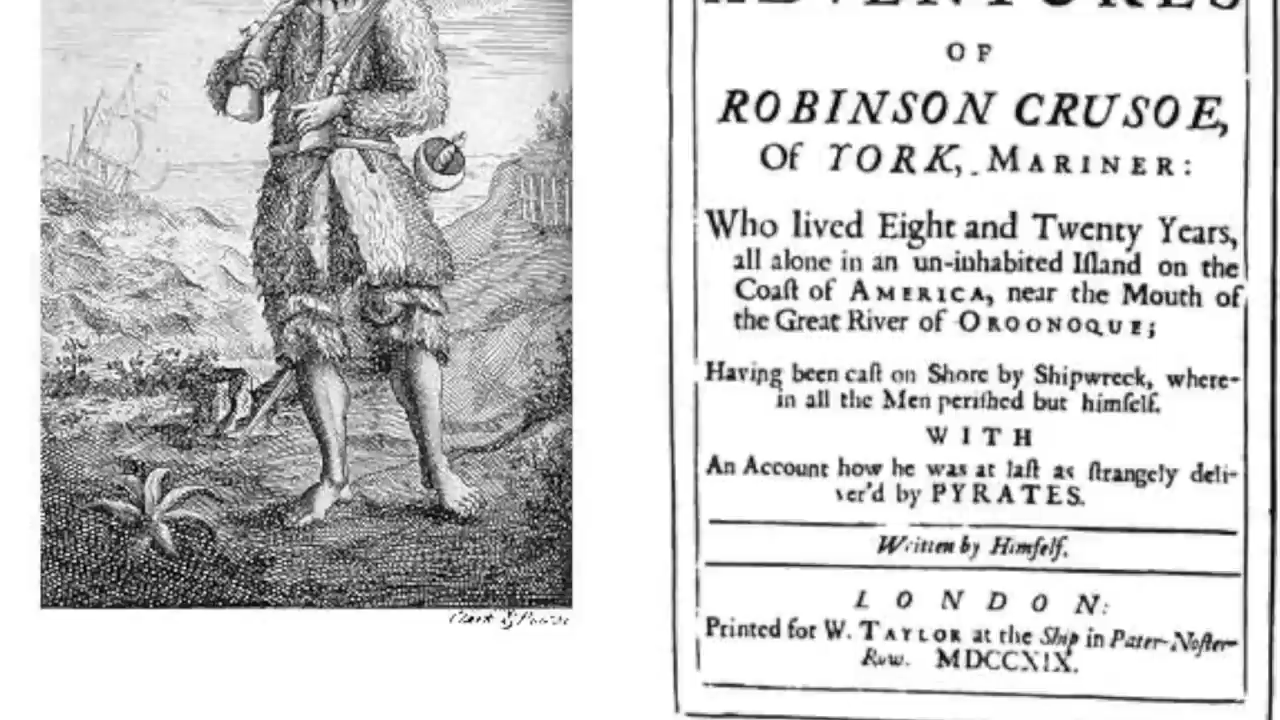 ADVENTURES
OF
ROBINSON CRUSOE,
Of YORK, MARINER:
Who lived Eight and Twenty Years,
all alone in an un-inhabited Iſland on the
Coaſt of AMERICA, near the Mouth of
the Great River of OROONOQUE;
Having been caſt on Shore by Shipwreck, where-
in all the Men periſhed but himſelf.
WITH
An Account how he was at laſt as ſtrangely deli-
ver'd by PYRATES.
Written by Himſelf.
LONDON:
Printed for W. TAYLOR at the Ship in Pater-Noſter-
Row. MDCCXIX.